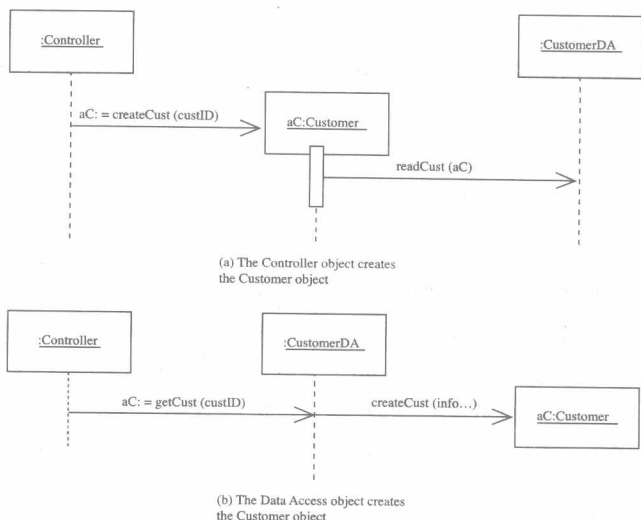 :Controller
:CustomerDA
aC: = createCust (custID)
aC:Customer
readCust (aC)
(a) The Controller object creates
the Customer object
:Controller
:CustomerDA
aC: = getCust (custID)
createCust (info...)
aC:Customer
(b) The Data Access object creates
the Customer object